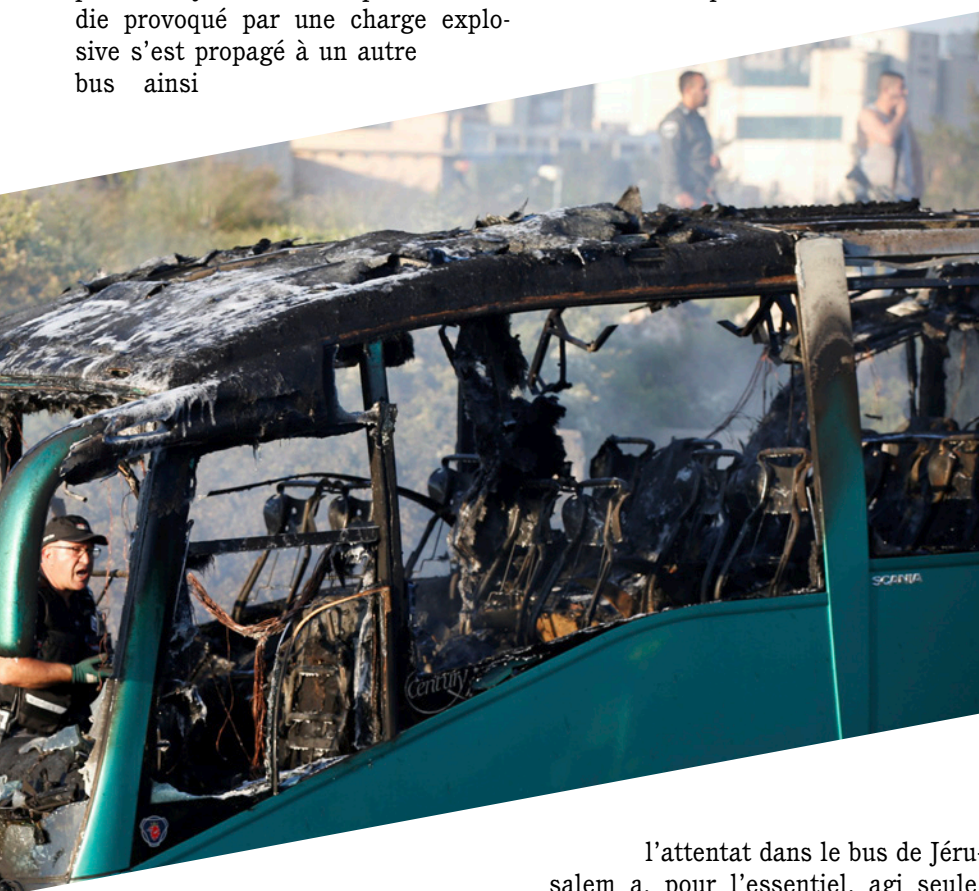 die provoqué par une charge explo-
sive s’est propagé à un autre
bus ainsi
SCANIA
Century
l’attentat dans le bus de Jéru-
salem a, pour l’essentiel, agi seule